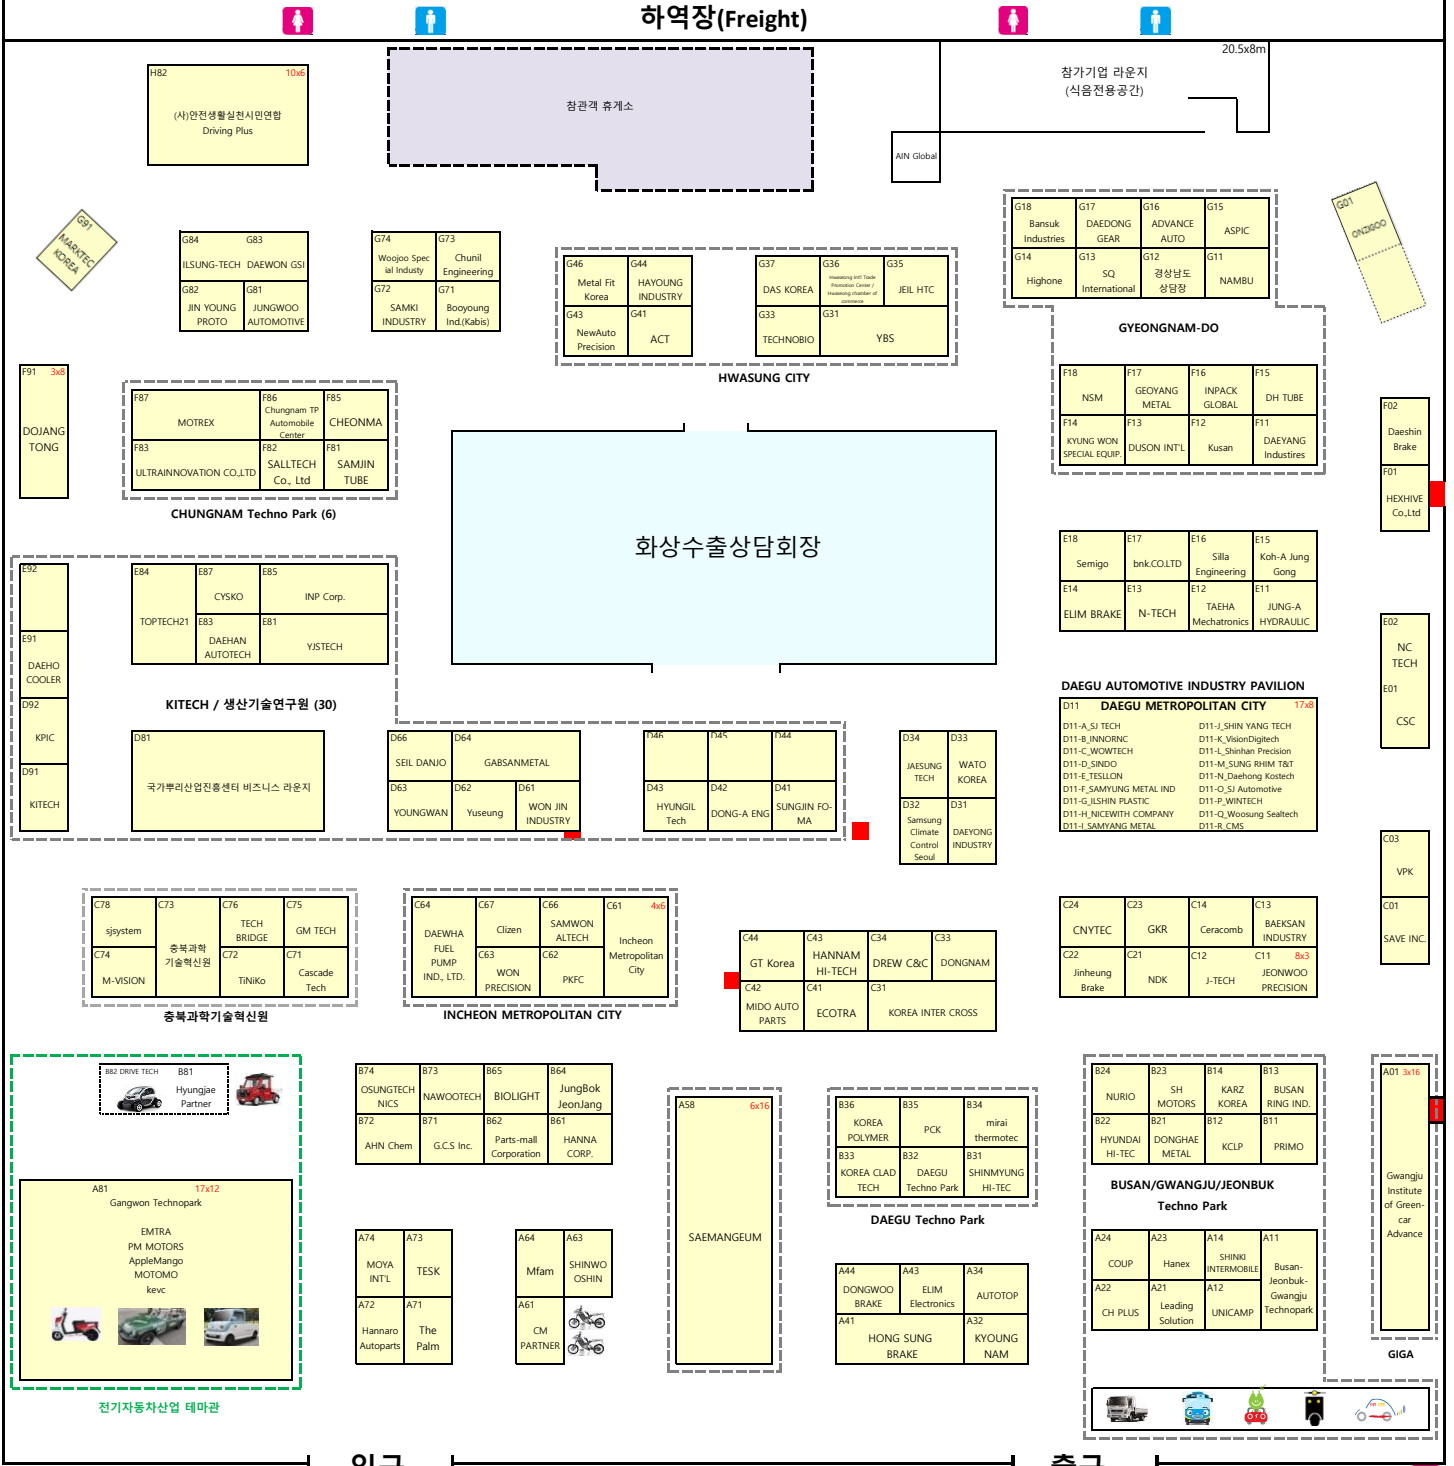 하역장(Freight)
20.5x8m
참가기업 라운지
(식음전용공간)
H82 10x6
(사)안전생활실천시민연합
Driving Plus
참관객 휴게소
AIN Global
G91
MARKTEC
KOREA
G84
ILSUNG-TECH
G83
DAEWON GSI
G82
JIN YOUNG
PROTO
G81
JUNGWOO
AUTOMOTIVE
G74
Woojoo Spec
ial Industy
G73
Chunil
Engineering
G72
SAMKI
INDUSTRY
G71
Booyoung
Ind.(Kabis)
G46
Metal Fit
Korea
G44
HAYOUNG
INDUSTRY
G43
NewAuto
Precision
G41
ACT
G37
DAS KOREA
G36
Hwaseong Int'l Trade
Promotion Center /
Hwaseong chamber of
commerce
G35
JEIL HTC
G33
TECHNOBIO
G31
YBS
HWASUNG CITY
G18
Bansuk
Industries
G17
DAEDONG
GEAR
G16
ADVANCE
AUTO
G15
ASPIC
G14
Highone
G13
SQ
International
G12
경상남도
상담장
G11
NAMBU
GYEONGNAM-DO
G01
ONZIGOO
F91 3x8
DOJANG
TONG
F87
MOTREX
F86
Chungnam TP
Automobile
Center
F85
CHEONMA
F83
ULTRAINNOVATION CO.,LTD
F82
SALLTECH
Co., Ltd
F81
SAMJIN
TUBE
CHUNGNAM Techno Park (6)
F18
NSM
F17
GEOYANG
METAL
F16
INPACK
GLOBAL
F15
DH TUBE
F14
KYUNG WON
SPECIAL EQUIP.
F13
DUSON INT'L
F12
Kusan
F11
DAEYANG
Industires
F02
Daeshin
Brake
F01
HEXHIVE
Co.,Ltd
화상수출상담회장
E92
E91
DAEHO
COOLER
D92
KPIC
D91
KITECH
E84
TOPTECH21
E87
CYSKO
E85
INP Corp.
E83
DAEHAN
AUTOTECH
E81
YJSTECH
KITECH / 생산기술연구원 (30)
E18
Semigo
E17
bnk.CO.LTD
E16
Silla
Engineering
E15
Koh-A Jung
Gong
E14
ELIM BRAKE
E13
N-TECH
E12
TAEHA
Mechatronics
E11
JUNG-A
HYDRAULIC
E02
NC
TECH
E01
CSC
D81
국가뿌리산업진흥센터 비즈니스 라운지
D66
SEIL DANJO
D64
GABSANMETAL
D63
YOUNGWAN
D62
Yuseung
D61
WON JIN
INDUSTRY
D46
D45
D44
D43
HYUNGIL
Tech
D42
DONG-A ENG
D41
SUNGJIN FO-
MA
D34
JAESUNG
TECH
D33
WATO
KOREA
D32
Samsung
Climate
Control
Seoul
D31
DAEYONG
INDUSTRY
DAEGU AUTOMOTIVE INDUSTRY PAVILION
D11 DAEGU METROPOLITAN CITY 17x8
D11-A_SJ TECH
D11-B_INNORNC
D11-C_WOWTECH
D11-D_SINDO
D11-E_TESLLON
D11-F_SAMYUNG METAL IND
D11-G_ILSHIN PLASTIC
D11-H_NICEWITH COMPANY
D11-I_SAMYANG METAL
D11-J_SHIN YANG TECH
D11-K_VisionDigitech
D11-L_Shinhan Precision
D11-M_SUNG RHIM T&T
D11-N_Daehong Kostech
D11-O_SJ Automotive
D11-P_WINTECH
D11-Q_Woosung Sealtech
D11-R_CMS
C03
VPK
C01
SAVE INC.
C78
sjsystem
C73
충북과학
기술혁신원
C76
TECH
BRIDGE
C75
GM TECH
C74
M-VISION
C72
TiNiKo
C71
Cascade
Tech
충북과학기술혁신원
C64
DAEWHA
FUEL
PUMP
IND., LTD.
C67
Clizen
C66
SAMWON
ALTECH
C61 4x6
Incheon
Metropolitan
City
C63
WON
PRECISION
C62
PKFC
INCHEON METROPOLITAN CITY
C44
GT Korea
C43
HANNAM
HI-TECH
C34
DREW C&C
C33
DONGNAM
C42
MIDO AUTO
PARTS
C41
ECOTRA
C31
KOREA INTER CROSS
C24
CNYTEC
C23
GKR
C14
Ceracomb
C13
BAEKSAN
INDUSTRY
C22
Jinheung
Brake
C21
NDK
C12
J-TECH
C11 8x3
JEONWOO
PRECISION
B82 DRIVE TECH
B81
Hyungjae
Partner
A81 17x12
Gangwon Technopark
EMTRA
PM MOTORS
AppleMango
MOTOMO
kevc
전기자동차산업 테마관
B74
OSUNGTECH
NICS
B73
NAWOOTECH
B65
BIOLIGHT
B64
JungBok
JeonJang
B72
AHN Chem
B71
G.C.S Inc.
B62
Parts-mall
Corporation
B61
HANNA
CORP.
A74
MOYA
INT'L
A73
TESK
A72
Hannaro
Autoparts
A71
The
Palm
A64
Mfam
A63
SHINWO
OSHIN
A61
CM
PARTNER
A58 6x16
SAEMANGEUM
B36
KOREA
POLYMER
B35
PCK
B34
mirai
thermotec
B33
KOREA CLAD
TECH
B32
DAEGU
Techno Park
B31
SHINMYUNG
HI-TEC
DAEGU Techno Park
A44
DONGWOO
BRAKE
A43
ELIM
Electronics
A34
AUTOTOP
A41
HONG SUNG
BRAKE
A32
KYOUNG
NAM
B24
NURIO
B23
SH
MOTORS
B14
KARZ
KOREA
B13
BUSAN
RING IND.
B22
HYUNDAI
HI-TEC
B21
DONGHAE
METAL
B12
KCLP
B11
PRIMO
BUSAN/GWANGJU/JEONBUK
Techno Park
A24
COUP
A23
Hanex
A14
SHINKI
INTERMOBILE
A11
Busan-
Jeonbuk-
Gwangju
Technopark
A22
CH PLUS
A21
Leading
Solution
A12
UNICAMP
A01 3x16
Gwangju
Institute
of Green-
car
Advance
GIGA
입구
출구